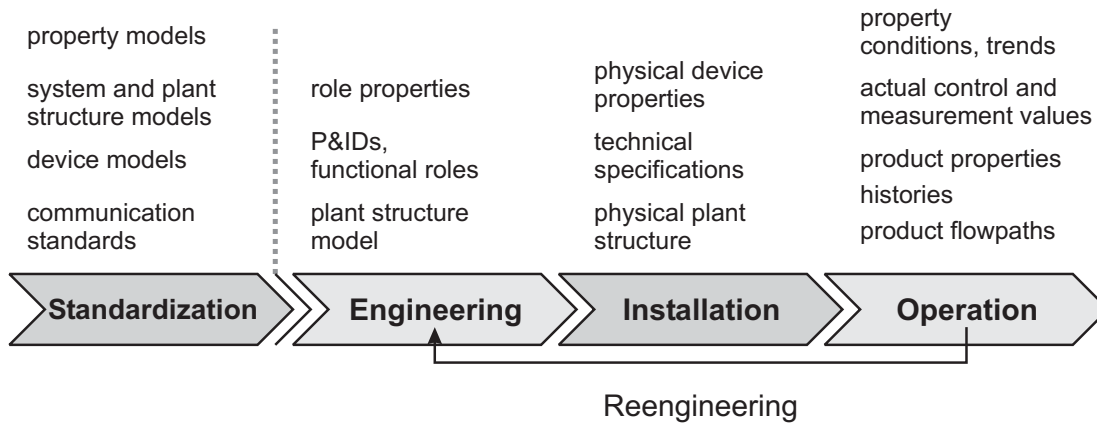 property models
system and plant
structure models
device models
communication
standards
role properties
P&IDs,
functional roles
plant structure
model
physical device
properties
technical
specifications
physical plant
structure
property
conditions, trends
actual control and
measurement values
product properties
histories
product flowpaths
Standardization
Engineering
Installation
Operation
Reengineering